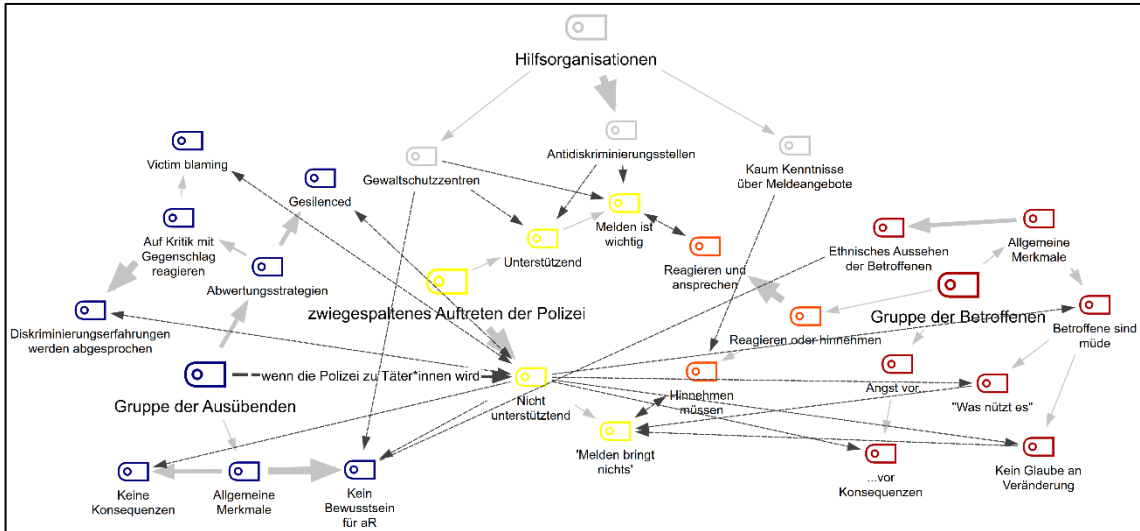 Hilfsorganisationen
Victim blaming
Gesilenced
Gewaltschutzzentren
Antidiskriminierungsstellen
Kaum Kenntnisse
über Meldeangebote
Auf Kritik mit
Gegenschlag
reagieren
Melden ist
wichtig
Unterstützend
Reagieren und
ansprechen
Ethnisches Aussehen
der Betroffenen
Allgemeine
Merkmale
Abwertungsstrategien
zwiegespaltenes Auftreten der Polizei
Gruppe der Betroffenen
Diskriminierungserfahrungen
werden abgesprochen
Reagieren oder hinnehmen
Betroffene sind
müde
wenn die Polizei zu Täter*innen wird
Gruppe der Ausübenden
Nicht
unterstütztend
Hinnehmen
müssen
Angst vor...
"Was nützt es"
'Melden bringt
nichts'
Keine
Konsequenzen
Allgemeine
Merkmale
Kein
Bewusstsein
für aR
...vor
Konsequenzen
Kein Glaube an
Veränderung